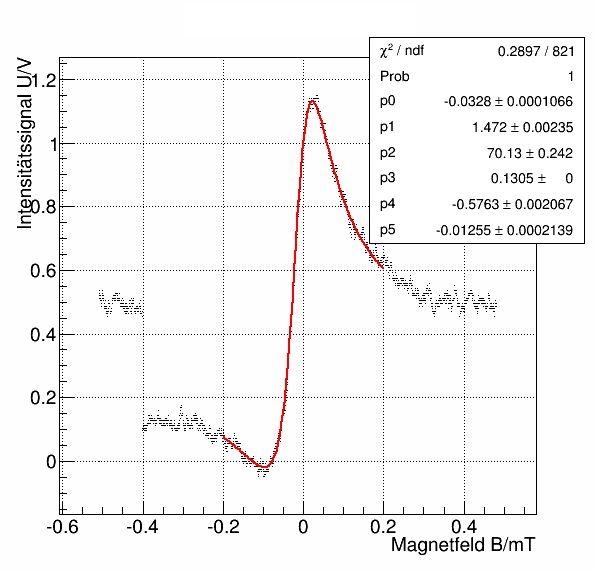 χ² / ndf 0.2897 / 821
Prob 1
p0 -0.0328 ± 0.0001066
p1 1.472 ± 0.00235
p2 70.13 ± 0.242
p3 0.1305 ± 0
p4 -0.5763 ± 0.002067
p5 -0.01255 ± 0.0002139
Intensitätssignal U/V
1.2
1
0.8
0.6
0.4
0.2
0
-0.6 -0.4 -0.2 0 0.2 0.4
Magnetfeld B/mT